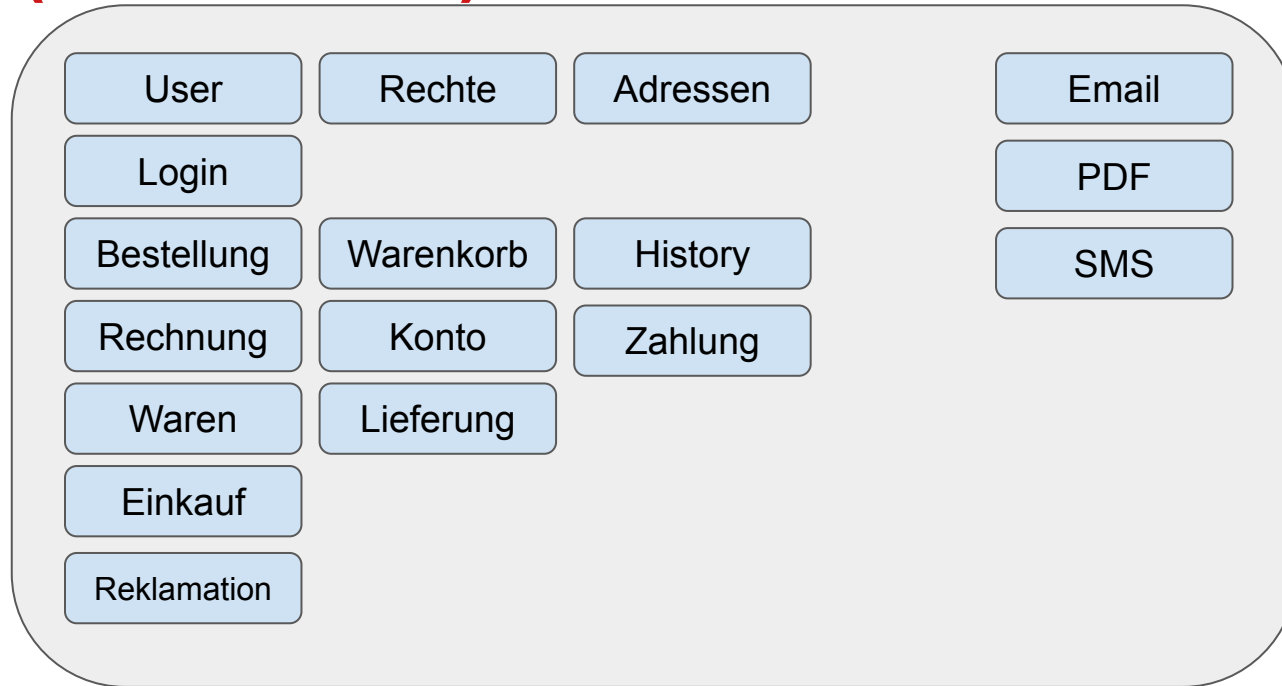 User
Rechte
Adressen
Email
Login
PDF
Bestellung
Warenkorb
History
SMS
Rechnung
Konto
Zahlung
Waren
Lieferung
Einkauf
Reklamation